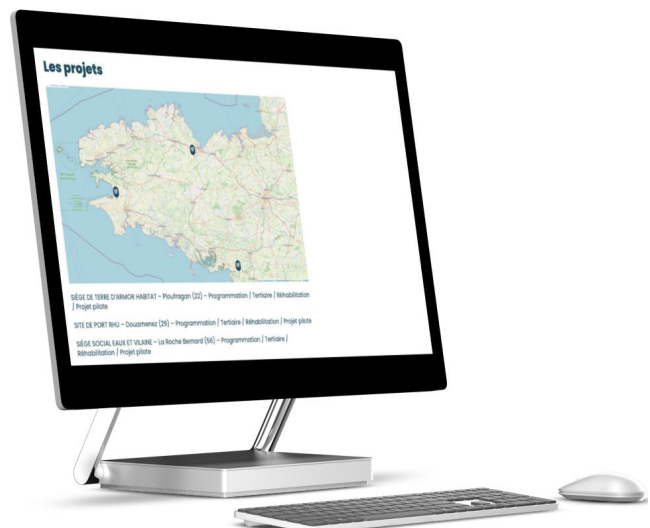 Les projets
SIÈGE DE TERRE D'ARMOR HABITAT – Ploufragan (22) – Programmation / Tertiaire / Réhabilitation
/ Projet pilote
SITE DE PORT RHU – Douarnenez (29) – Programmation / Tertiaire / Réhabilitation / Projet pilote
SIÈGE SOCIAL EAUX ET VILAINE – La Roche Bernard (56) – Programmation / Tertiaire /
Réhabilitation / Projet pilote